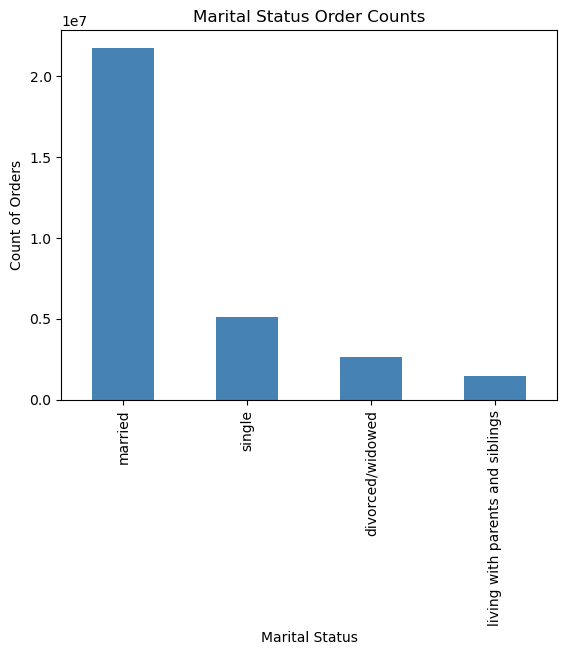 Marital Status Order Counts
1e7
2.0
1.5
1.0
0.5
0.0
Count of Orders
married
single
divorced/widowed
living with parents and siblings
Marital Status